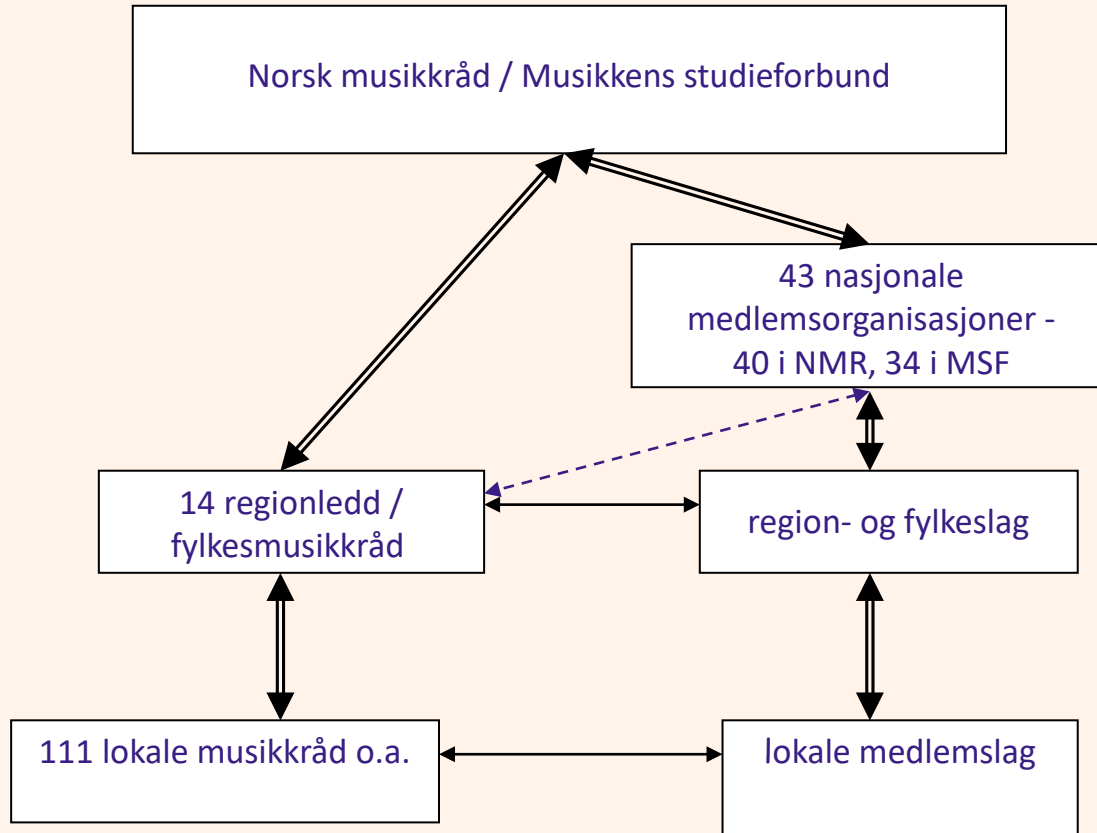 Norsk musikkråd / Musikkens studieforbund
43 nasjonale
medlemsorganisasjoner -
40 i NMR, 34 i MSF
14 regionledd /
fylkesmusikkråd
region- og fylkeslag
111 lokale musikkråd o.a.
lokale medlemslag